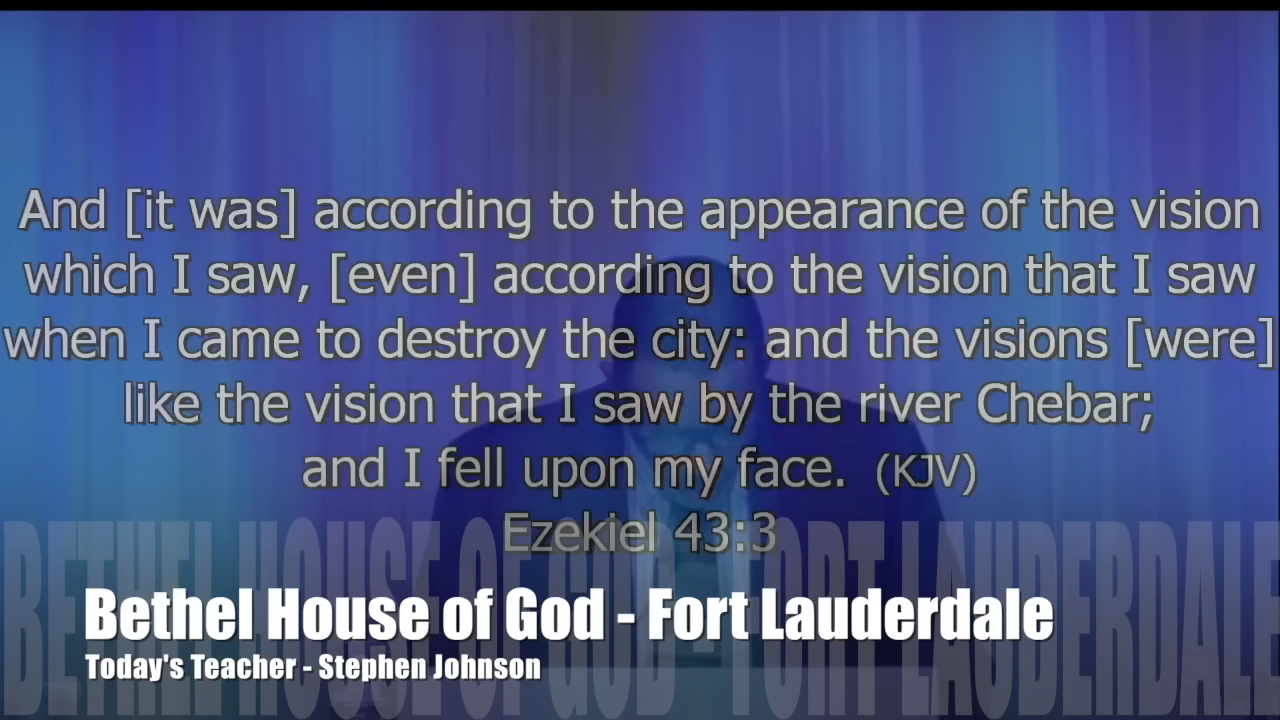 And [it was] according to the appearance of the vision
which I saw, [even] according to the vision that I saw
when I came to destroy the city: and the visions [were]
like the vision that I saw by the river Chebar;
and I fell upon my face. (KJV)
Ezekiel 43:3
BETHEL HOUSE OF GOD - FORT LAUDERDALE
Bethel House of God - Fort Lauderdale
Today's Teacher - Stephen Johnson